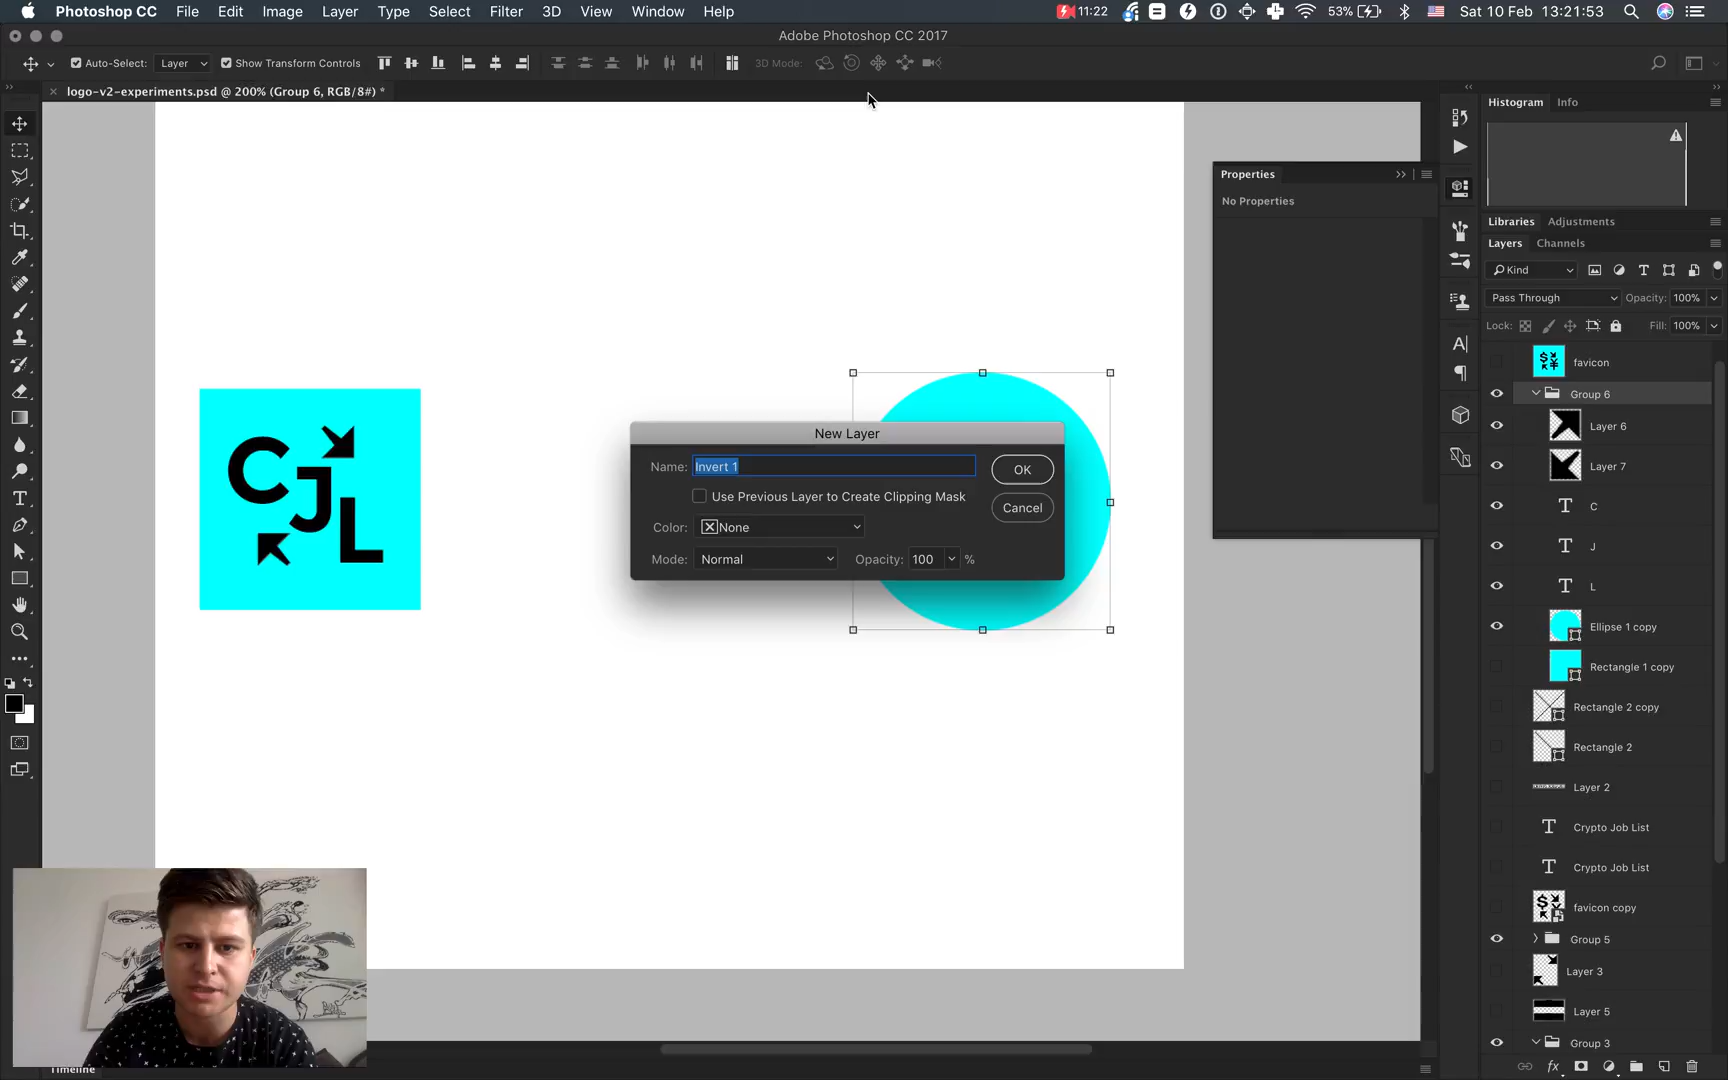 Photoshop CC File Edit Image Layer Type Select Filter 3D View Window Help 11:22 53% Sat 10 Feb 13:21:53
Adobe Photoshop CC 2017
Auto-Select: Layer Show Transform Controls 3D Mode:
logo-v2-experiments.psd @ 200% (Group 6, RGB/8#) *
Histogram Info
Properties
No Properties
Libraries Adjustments
Layers Channels
Kind
Pass Through Opacity: 100%
Lock: Fill: 100%
favicon
Group 6
Layer 6
Layer 7
C
J
L
Ellipse 1 copy
Rectangle 1 copy
Rectangle 2 copy
Rectangle 2
Layer 2
Crypto Job List
Crypto Job List
favicon copy
Group 5
Layer 3
Layer 5
Group 3
CJL
New Layer
Name: Invert 1 OK
Use Previous Layer to Create Clipping Mask
Cancel
Color: None
Mode: Normal Opacity: 100 %
Timeline